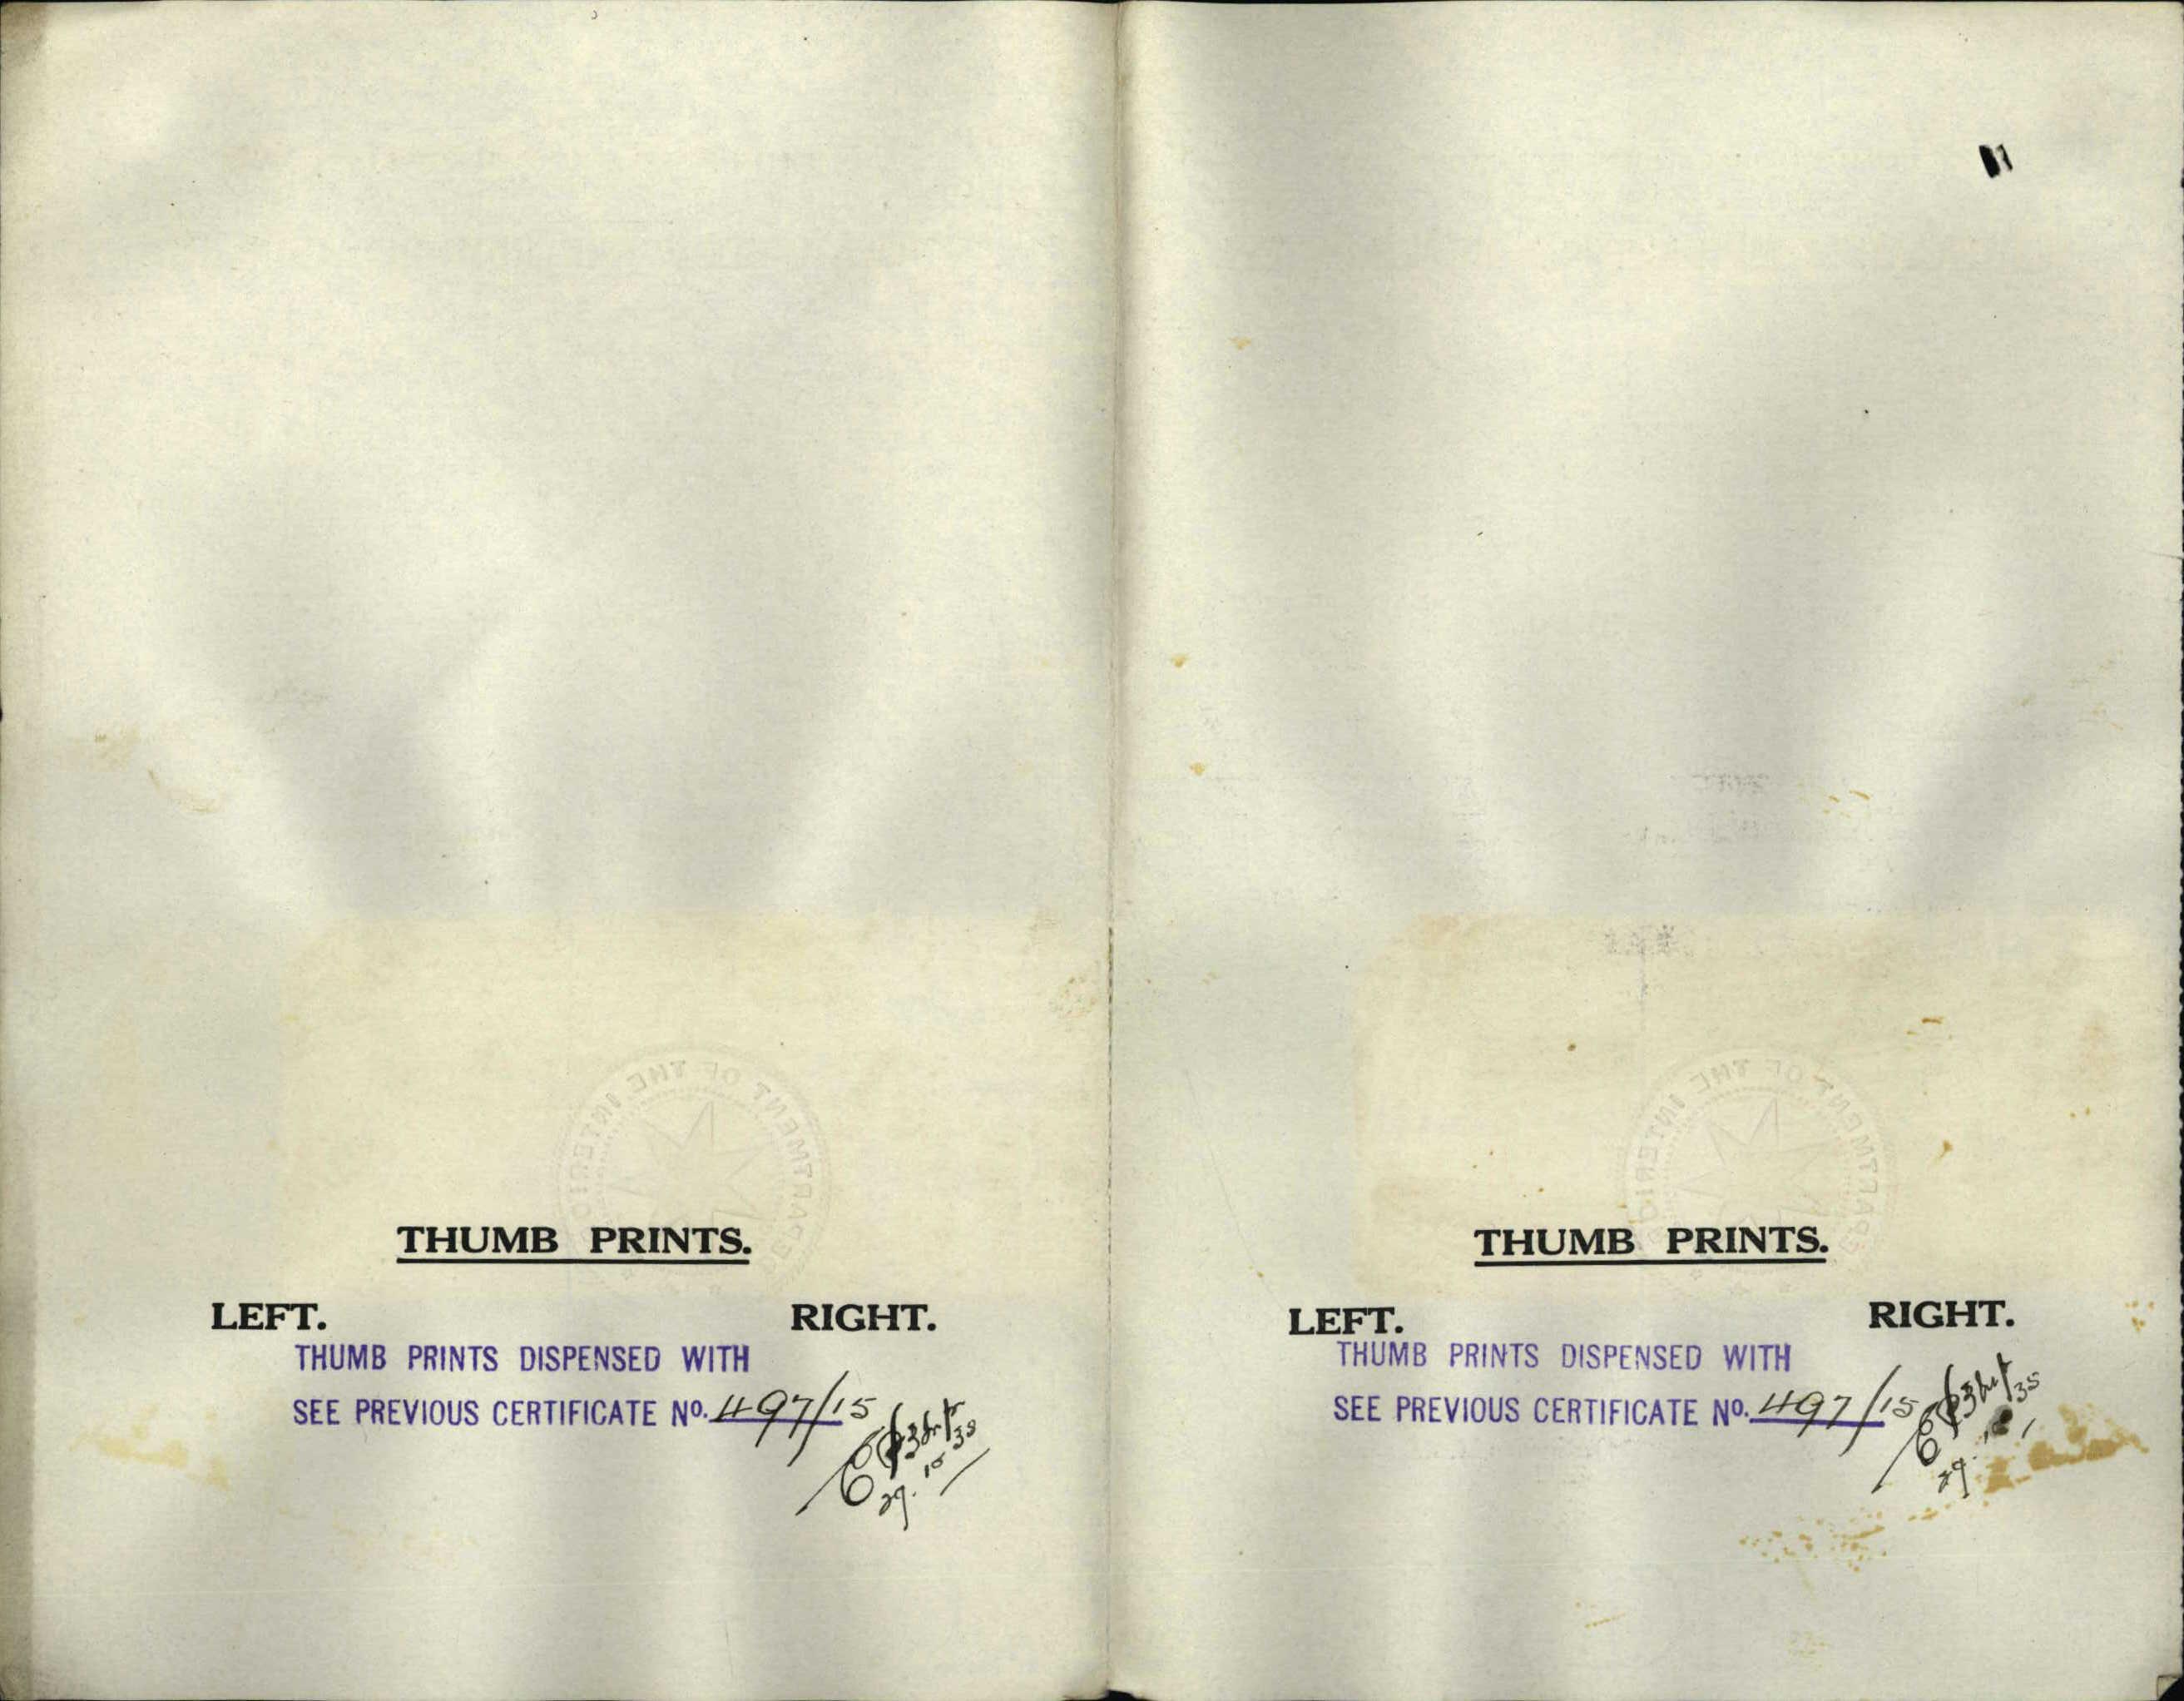 THUMB PRINTS.
LEFT. RIGHT.
THUMB PRINTS DISPENSED WITH
SEE PREVIOUS CERTIFICATE No. 497/15
THUMB PRINTS.
LEFT. RIGHT.
THUMB PRINTS DISPENSED WITH
SEE PREVIOUS CERTIFICATE No. 497/15